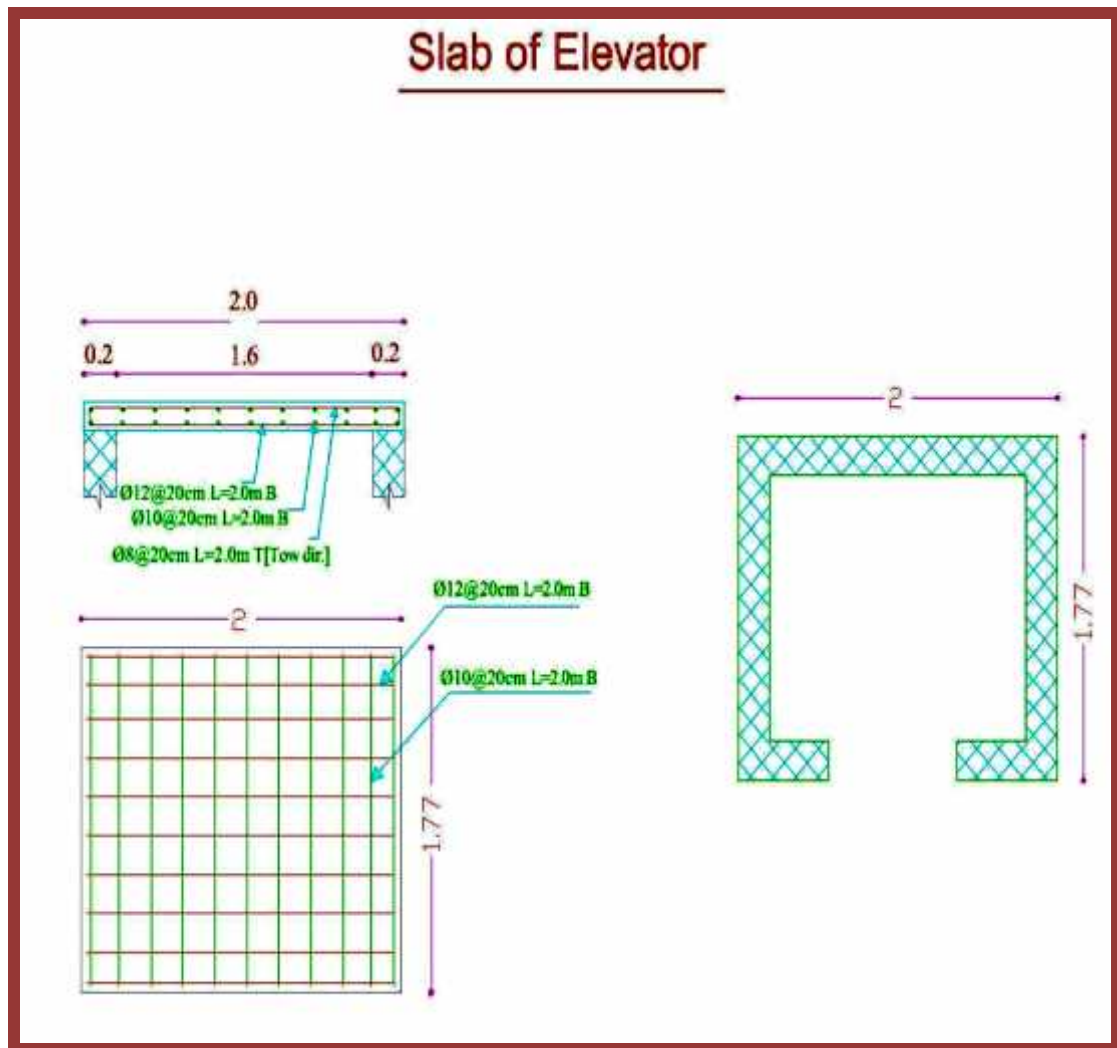 Slab of Elevator
2.0
0.2 1.6 0.2
Ø12@20cm L=2.0m B
Ø10@20cm L=2.0m B
Ø8@20cm L=2.0m T[Tow dir.]
2
1.77
Ø12@20cm L=2.0m B
Ø10@20cm L=2.0m B
2
1.77